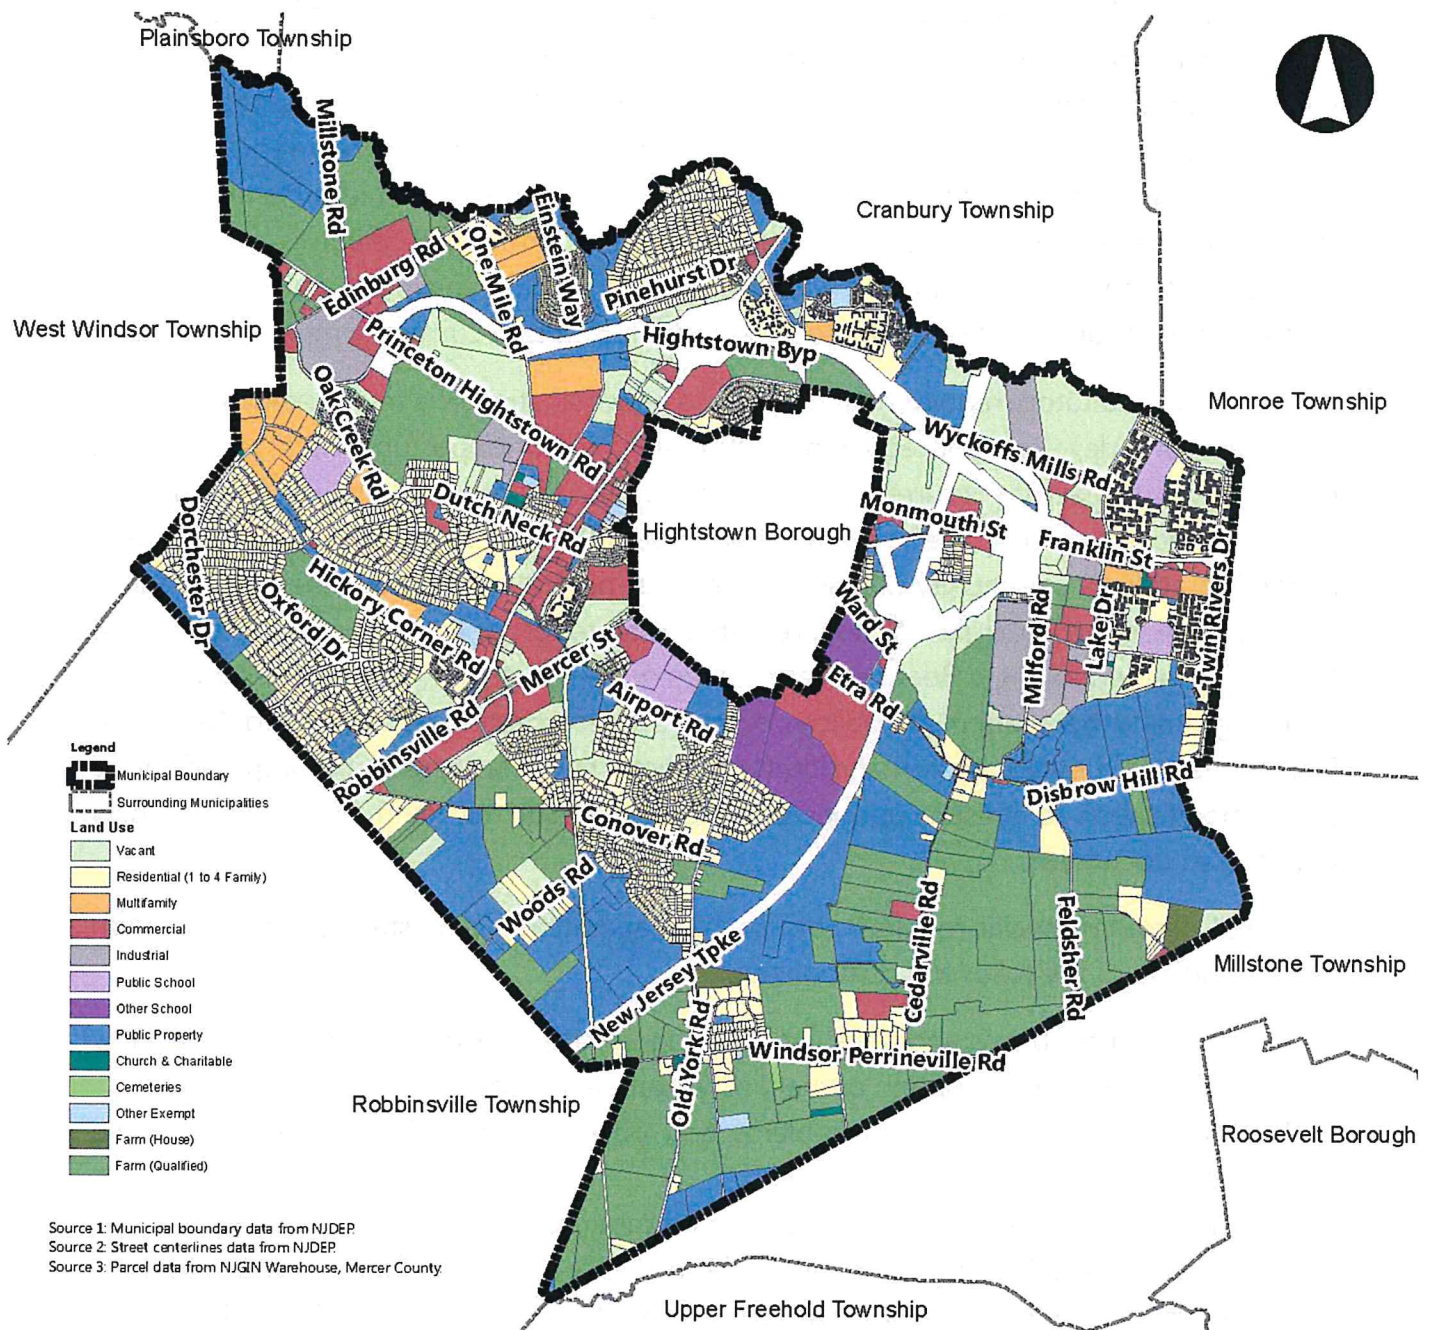 Plainsboro Township
Millstone Rd
Cranbury Township
Einstein Way
One Mile Rd
Edinburg Rd
Pinehurst Dr
West Windsor Township
Hightstown Byp
Princeton Hightstown Rd
Oak Creek Rd
Monroe Township
Wyckoffs Mills Rd
Dutch Neck Rd
Monmouth St
Hightstown Borough
Franklin St
Dorchester Dr
Hickory Corner Rd
Oxford Dr
Ward St
Milford Rd
Lake Dr
Twin Rivers Dr
Mercer St
Etra Rd
Airport Rd
Robbinsville Rd
Disbrow Hill Rd
Conover Rd
Woods Rd
Cedarville Rd
Feldsher Rd
New Jersey Tpke
Millstone Township
Old York Rd
Windsor Perrineville Rd
Robbinsville Township
Roosevelt Borough
Upper Freehold Township
Legend
Municipal Boundary
Surrounding Municipalities
Land Use
Vacant
Residential (1 to 4 Family)
Multifamily
Commercial
Industrial
Public School
Other School
Public Property
Church & Charitable
Cemeteries
Other Exempt
Farm (House)
Farm (Qualified)
Source 1: Municipal boundary data from NJDEP.
Source 2: Street centerlines data from NJDEP.
Source 3: Parcel data from NJGIN Warehouse, Mercer County.